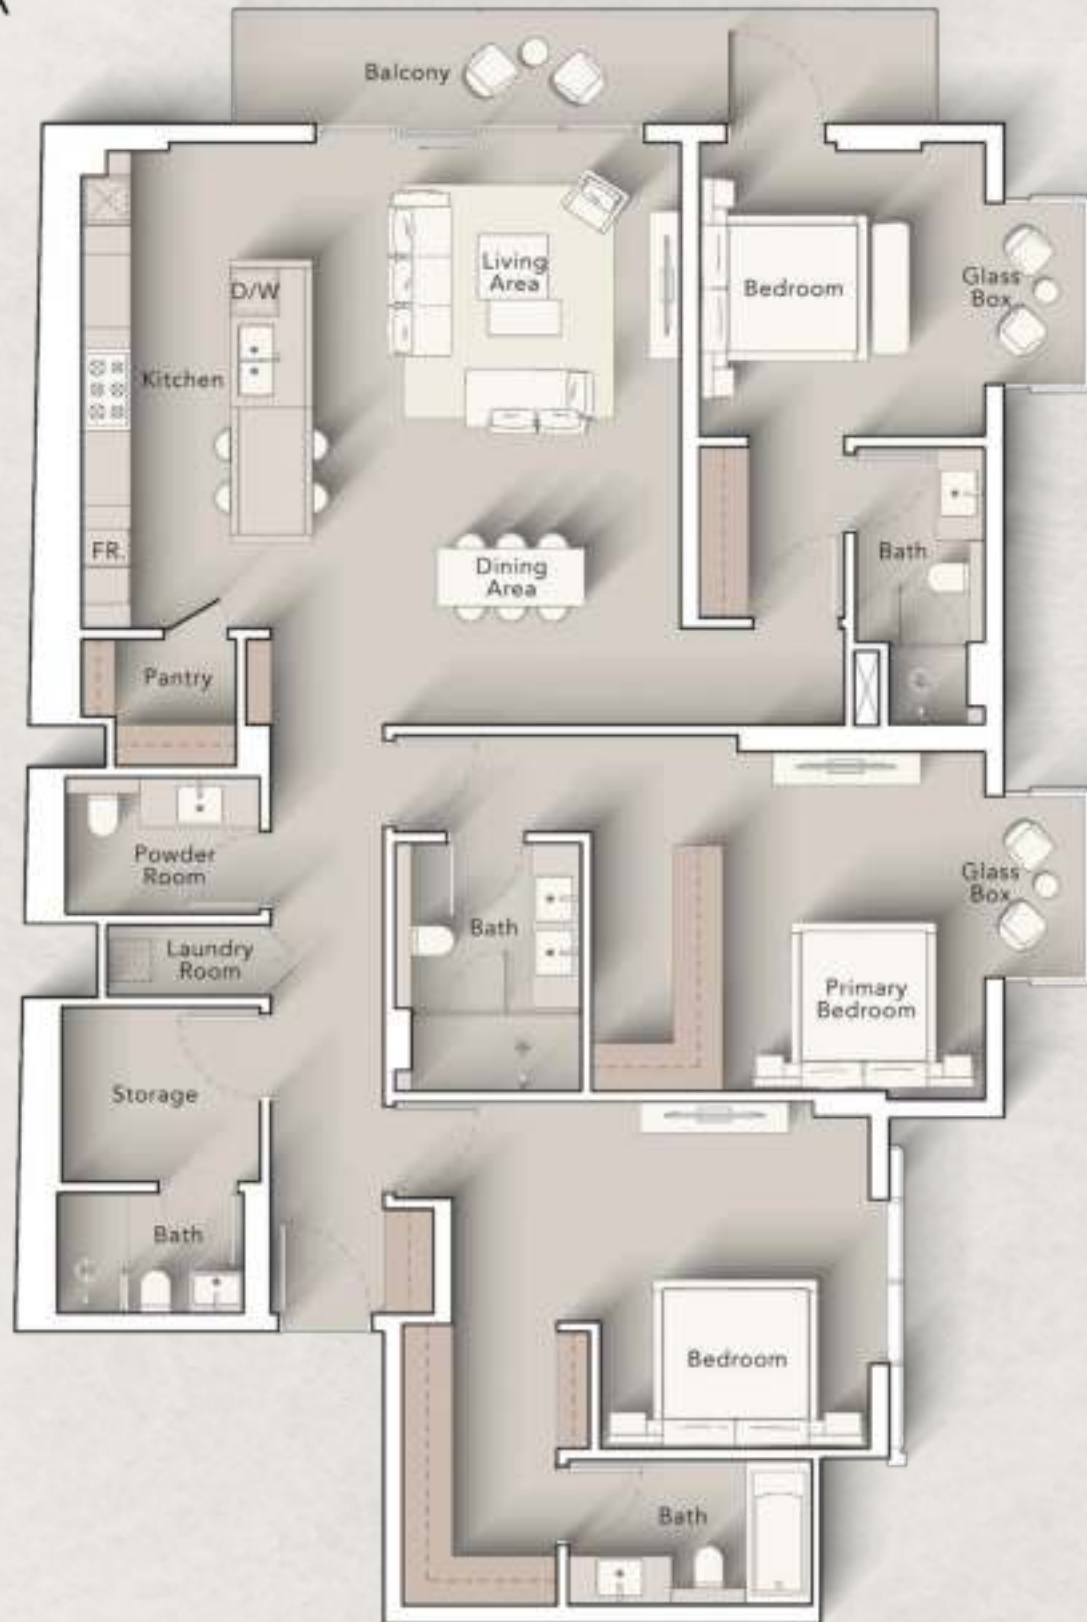 Balcony
Living
Area
Bedroom
Glass
Box
D/W
Kitchen
FR.
Dining
Area
Bath
Pantry
Powder
Room
Laundry
Room
Bath
Glass
Box
Primary
Bedroom
Storage
Bath
Bedroom
Bath